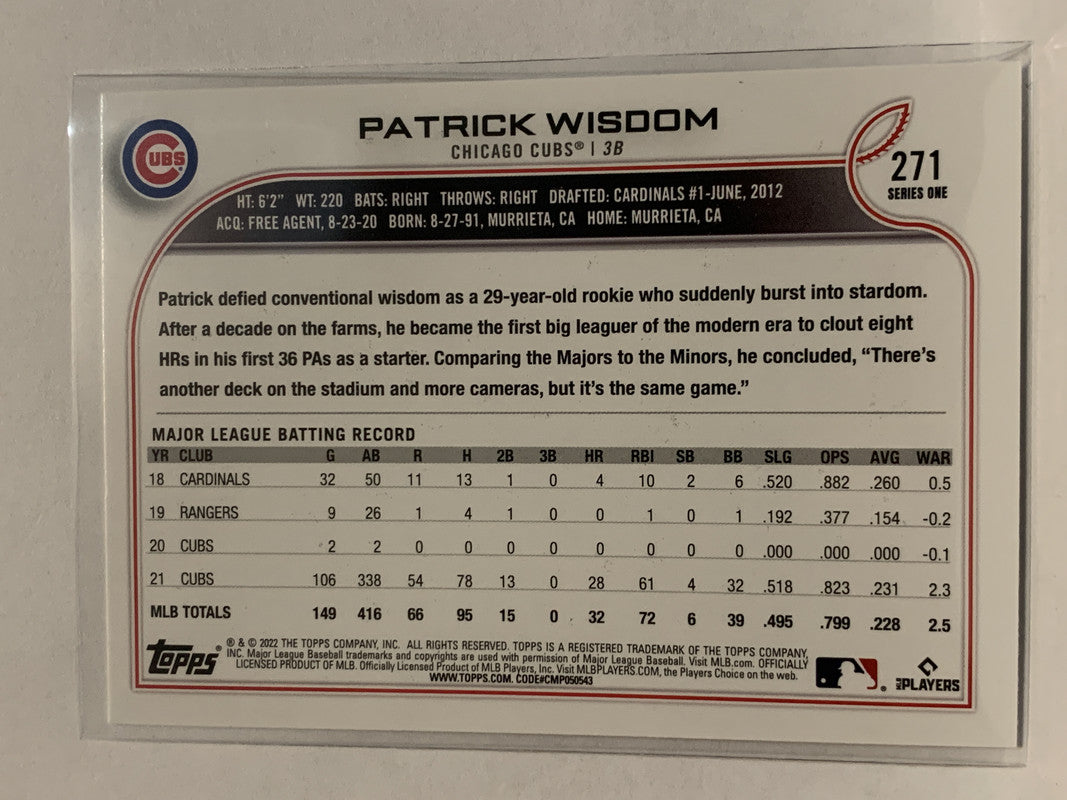 PATRICK WISDOM
CHICAGO CUBS® | 3B
CUBS
271
SERIES ONE
HT: 6'2" WT: 220 BATS: RIGHT THROWS: RIGHT DRAFTED: CARDINALS #1-JUNE, 2012
ACQ: FREE AGENT, 8-23-20 BORN: 8-27-91, MURRIETA, CA HOME: MURRIETA, CA
Patrick defied conventional wisdom as a 29-year-old rookie who suddenly burst into stardom.
After a decade on the farms, he became the first big leaguer of the modern era to clout eight
HRs in his first 36 PAs as a starter. Comparing the Majors to the Minors, he concluded, “There’s
another deck on the stadium and more cameras, but it’s the same game.”
MAJOR LEAGUE BATTING RECORD
YR CLUB G AB R H 2B 3B HR RBI SB BB SLG OPS AVG WAR
18 CARDINALS 32 50 11 13 1 0 4 10 2 6 .520 .882 .260 0.5
19 RANGERS 9 26 1 4 1 0 0 1 0 1 .192 .377 .154 -0.2
20 CUBS 2 2 0 0 0 0 0 0 0 0 .000 .000 .000 -0.1
21 CUBS 106 338 54 78 13 0 28 61 4 32 .518 .823 .231 2.3
MLB TOTALS 149 416 66 95 15 0 32 72 6 39 .495 .799 .228 2.5
Topps®
® & © 2022 THE TOPPS COMPANY, INC. ALL RIGHTS RESERVED. TOPPS IS A REGISTERED TRADEMARK OF THE TOPPS COMPANY,
INC. Major League Baseball trademarks and copyrights are used with permission of Major League Baseball. Visit MLB.com. OFFICIALLY
LICENSED PRODUCT OF MLB. Officially Licensed Product of MLB Players, Inc. Visit MLBPLAYERS.COM, the Players Choice on the web.
WWW.TOPPS.COM. CODE#CMP050543
MLB PLAYERS